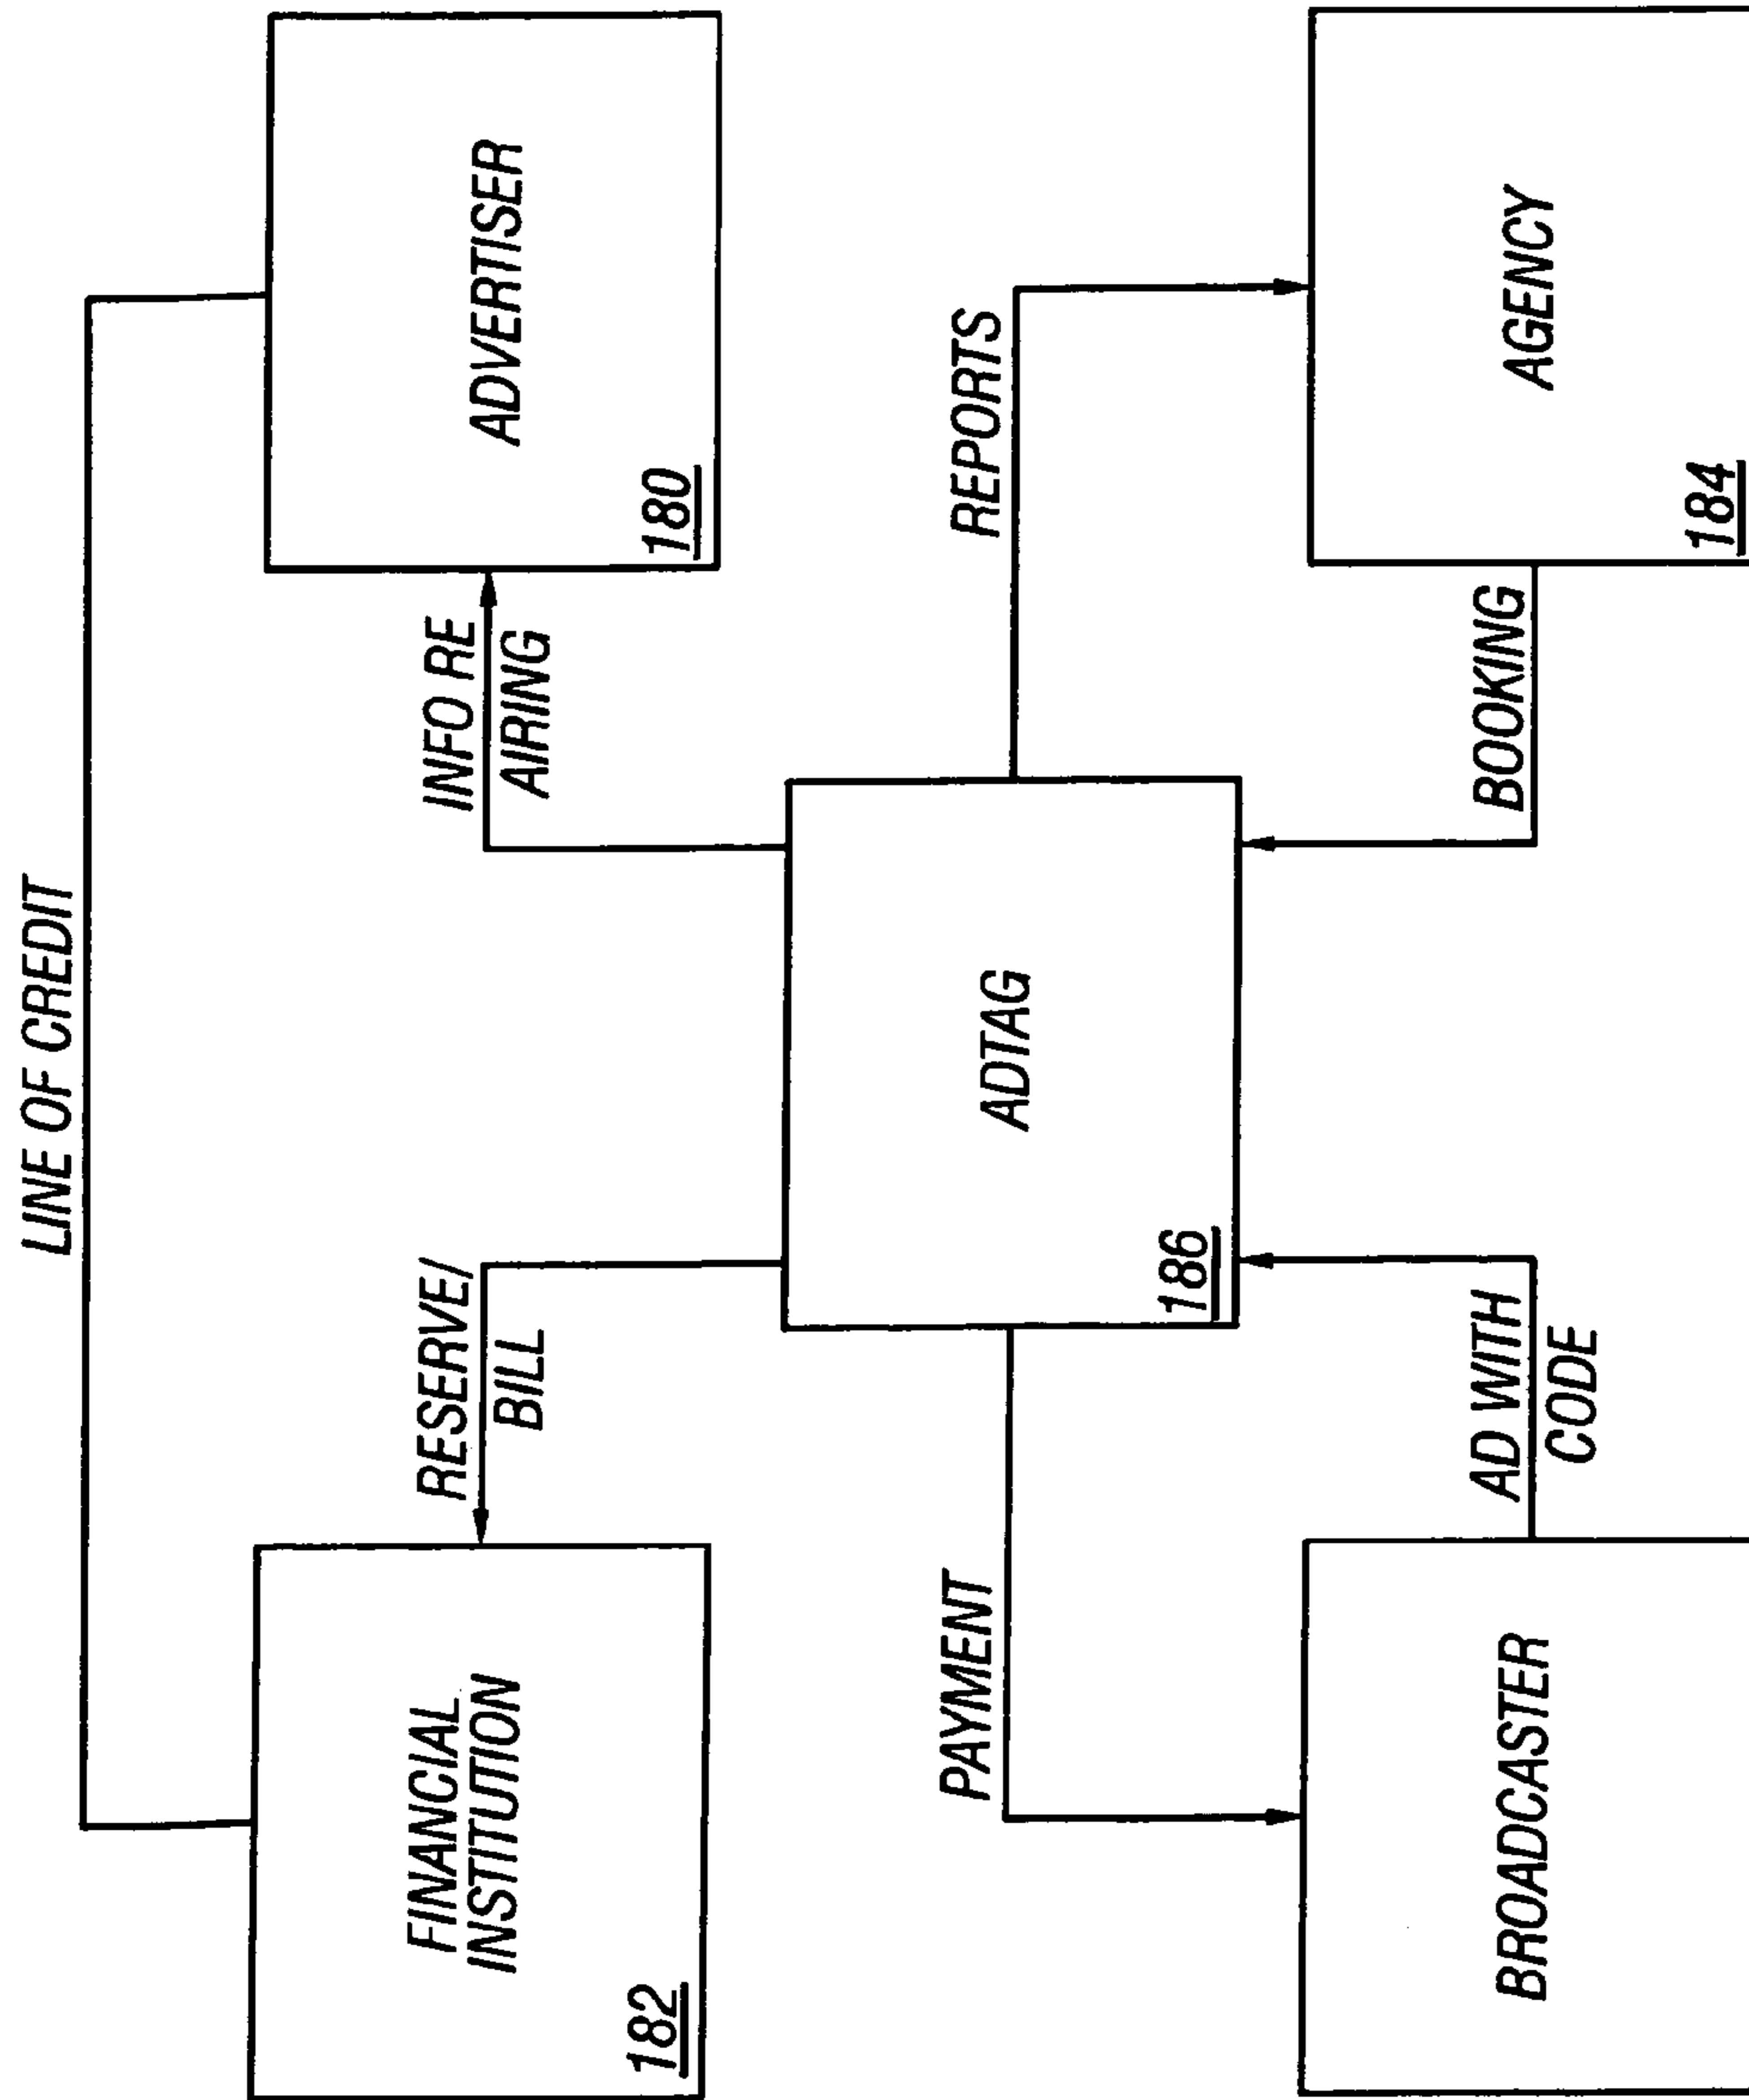 LINE OF CREDIT
FINANCIAL
INSTITUTION
182
RESERVE/
BILL
INFO RE
AIRING
ADVERTISER
180
ADTAG
186
PAYMENT
REPORTS
BROADCASTER
AD WITH
CODE
BOOKING
AGENCY
184